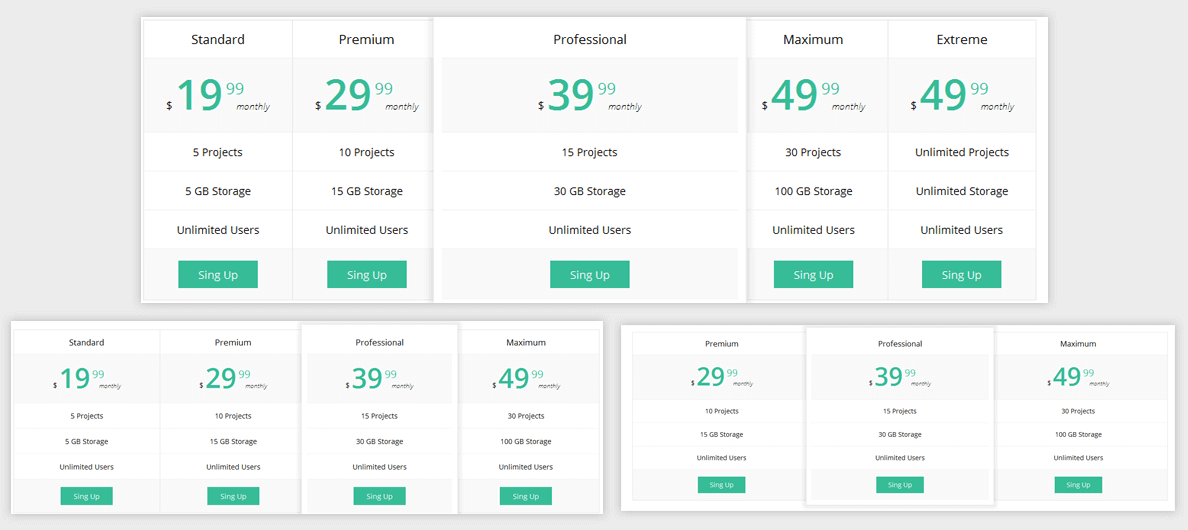 Standard Premium Professional Maximum Extreme
$ 19 99 monthly $ 29 99 monthly $ 39 99 monthly $ 49 99 monthly $ 49 99 monthly
5 Projects 10 Projects 15 Projects 30 Projects Unlimited Projects
5 GB Storage 15 GB Storage 30 GB Storage 100 GB Storage Unlimited Storage
Unlimited Users Unlimited Users Unlimited Users Unlimited Users Unlimited Users
Sing Up Sing Up Sing Up Sing Up Sing Up
Standard Premium Professional Maximum
$ 19 99 monthly $ 29 99 monthly $ 39 99 monthly $ 49 99 monthly
5 Projects 10 Projects 15 Projects 30 Projects
5 GB Storage 15 GB Storage 30 GB Storage 100 GB Storage
Unlimited Users Unlimited Users Unlimited Users Unlimited Users
Sing Up Sing Up Sing Up Sing Up
Premium Professional Maximum
$ 29 99 monthly $ 39 99 monthly $ 49 99 monthly
10 Projects 15 Projects 30 Projects
15 GB Storage 30 GB Storage 100 GB Storage
Unlimited Users Unlimited Users Unlimited Users
Sing Up Sing Up Sing Up